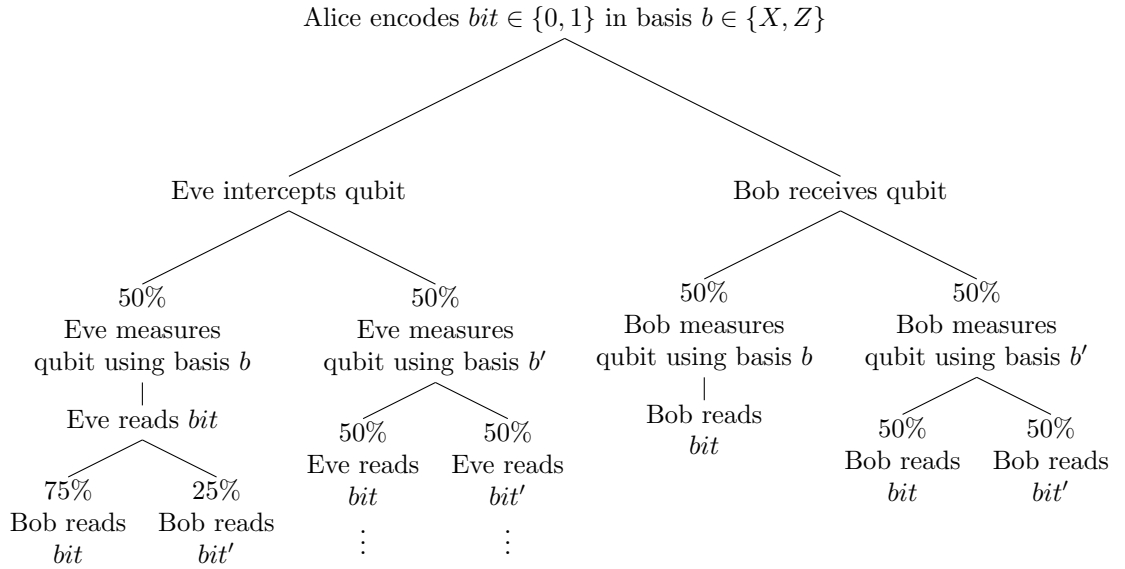 Alice encodes bit ∈ {0, 1} in basis b ∈ {X, Z}
Eve intercepts qubit
Bob receives qubit
50%
Eve measures
qubit using basis b
50%
Eve measures
qubit using basis b′
50%
Bob measures
qubit using basis b
50%
Bob measures
qubit using basis b′
Eve reads bit
50%
Eve reads
bit
⋮
50%
Eve reads
bit′
⋮
Bob reads
bit
50%
Bob reads
bit
50%
Bob reads
bit′
75%
Bob reads
bit
25%
Bob reads
bit′